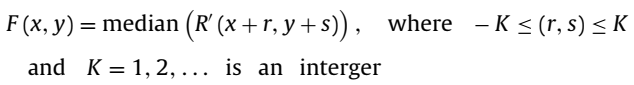 F(x, y) = median (R′ (x + r, y + s)) , where − K ≤ (r, s) ≤ K
and K = 1, 2, ... is an interger